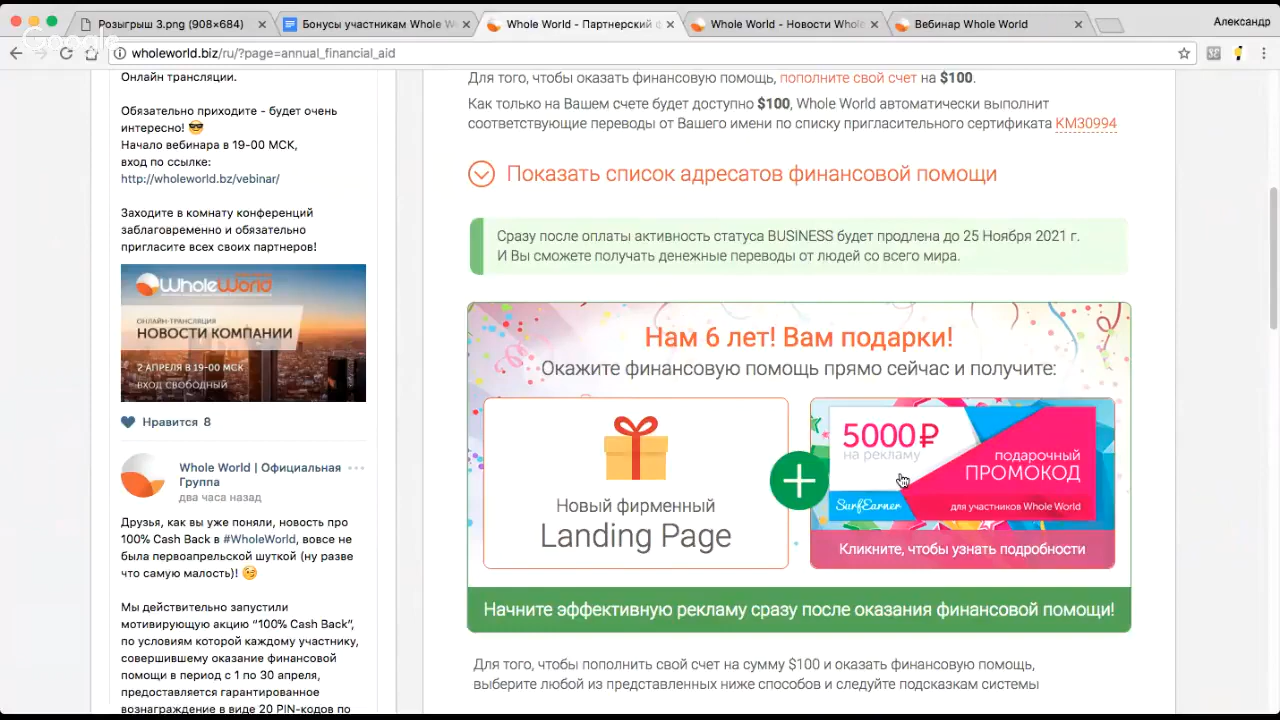 Розыгрыш 3.png (908×684)
Бонусы участникам Whole W
Whole World - Партнерский
Whole World - Новости Whol
Вебинар Whole World
Александр
Google
wholeworld.biz/ru/?page=annual_financial_aid
Онлайн трансляции.
Обязательно приходите - будет очень
интересно! 😎
Начало вебинара в 19-00 МСК,
вход по ссылке:
http://wholeworld.bz/vebinar/
Заходите в комнату конференций
заблаговременно и обязательно
пригласите всех своих партнеров!
WholeWorld
ОНЛАЙН-ТРАНСЛЯЦИЯ
НОВОСТИ КОМПАНИИ
2 АПРЕЛЯ В 19-00 МСК
ВХОД СВОБОДНЫЙ
Нравится 8
Whole World | Официальная
Группа
два часа назад
Друзья, как вы уже поняли, новость про
100% Cash Back в #WholeWorld, вовсе не
была первоапрельской шуткой (ну разве
что самую малость)! 😉
Мы действительно запустили
мотивирующую акцию “100% Cash Back”,
по условиям которой каждому участнику,
совершившему оказание финансовой
помощи в период с 1 по 30 апреля,
предоставляется гарантированное
вознаграждение в виде 20 PIN-кодов по
Для того, чтобы оказать финансовую помощь, пополните свой счет на $100.
Как только на Вашем счете будет доступно $100, Whole World автоматически выполнит
соответствующие переводы от Вашего имени по списку пригласительного сертификата KM30994
Показать список адресатов финансовой помощи
Сразу после оплаты активность статуса BUSINESS будет продлена до 25 Ноября 2021 г.
И Вы сможете получать денежные переводы от людей со всего мира.
Нам 6 лет! Вам подарки!
Окажите финансовую помощь прямо сейчас и получите:
Новый фирменный
Landing Page
+
5000₽
на рекламу
подарочный
ПРОМОКОД
SurfEarner
для участников Whole World
Кликните, чтобы узнать подробности
Начните эффективную рекламу сразу после оказания финансовой помощи!
Для того, чтобы пополнить свой счет на сумму $100 и оказать финансовую помощь,
выберите любой из представленных ниже способов и следуйте подсказкам системы